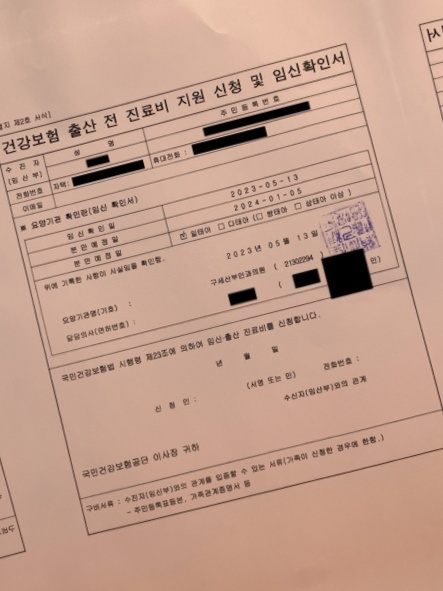 별지 제2호 서식]
건강보험 출산 전 진료비 지원 신청 및 임신확인서
수 진 자
(임 산 부)
성 명
주 민 등 록 번 호
전화번호
자택 :
휴대전화 :
이메일
※ 요양기관 확인란(임신 확인서)
임 신 확 인 일
2023-05-13
분 만 예 정 일
2024-01-05
분 만 예 정 일
일태아 □ 다태아 (□ 쌍태아 □ 삼태아 이상 )
위에 기록한 사항이 사실임을 확인함.
2023년 05월 13일
요양기관명(기호) :
구세산부인과의원 ( 21302294
담당의사(면허번호) :
( 인)
국민건강보험법 시행령 제23조에 의하여 임신·출산 진료비를 신청합니다.
년 월 일
신 청 인 :
(서명 또는 인)
전화번호 :
수진자(임산부)와의 관계
국민건강보험공단 이사장 귀하
구비서류 : 수진자(임산부)와의 관계를 입증할 수 있는 서류(가족이 신청한 경우에 한함.)
- 주민등록표등본, 가족관계증명서 등